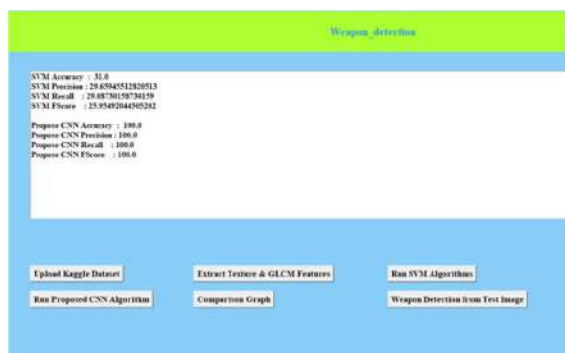 Weapon_detection
SVM Accuracy : 31.0
SVM Precision : 29.65945512820513
SVM Recall : 29.08730158730159
SVM FScore : 25.95492044505202
Propose CNN Accuracy : 100.0
Propose CNN Precision : 100.0
Propose CNN Recall : 100.0
Propose CNN FScore : 100.0
Upload Kaggle Dataset
Extract Texture & GLCM Features
Run SVM Algorithms
Run Proposed CNN Algorithm
Comparison Graph
Weapon Detection from Test Image